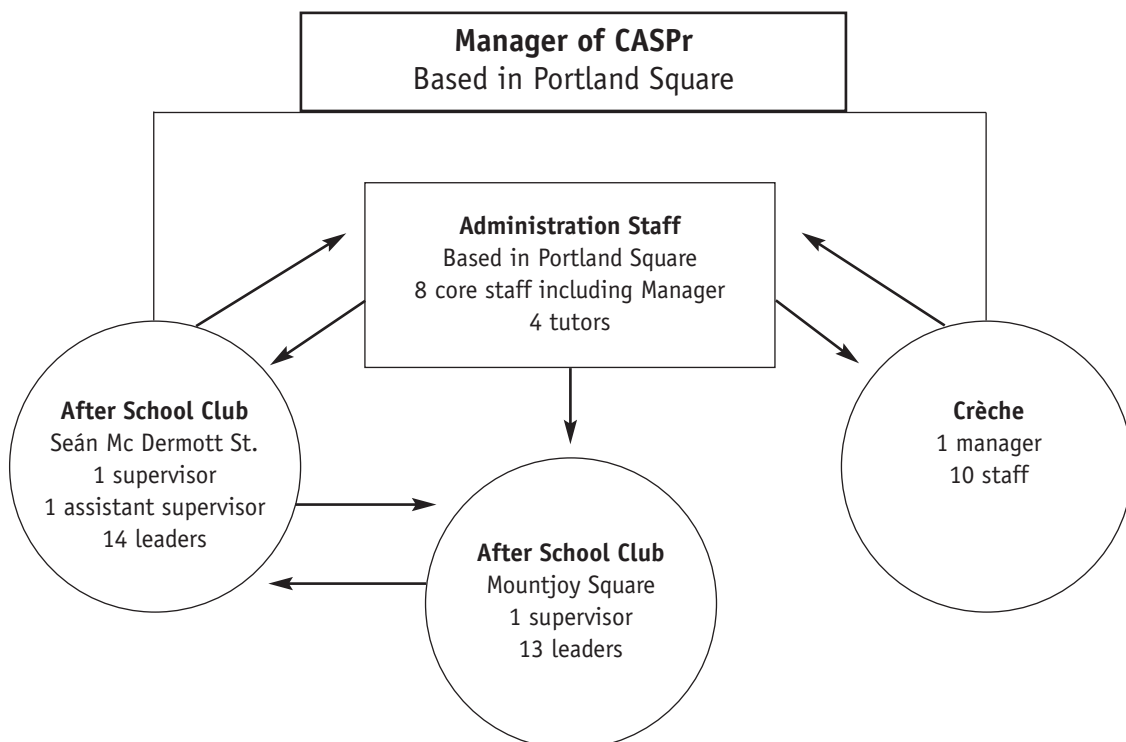 Manager of CASPr
Based in Portland Square
Administration Staff
Based in Portland Square
8 core staff including Manager
4 tutors
After School Club
Seán Mc Dermott St.
1 supervisor
1 assistant supervisor
14 leaders
After School Club
Mountjoy Square
1 supervisor
13 leaders
Crèche
1 manager
10 staff